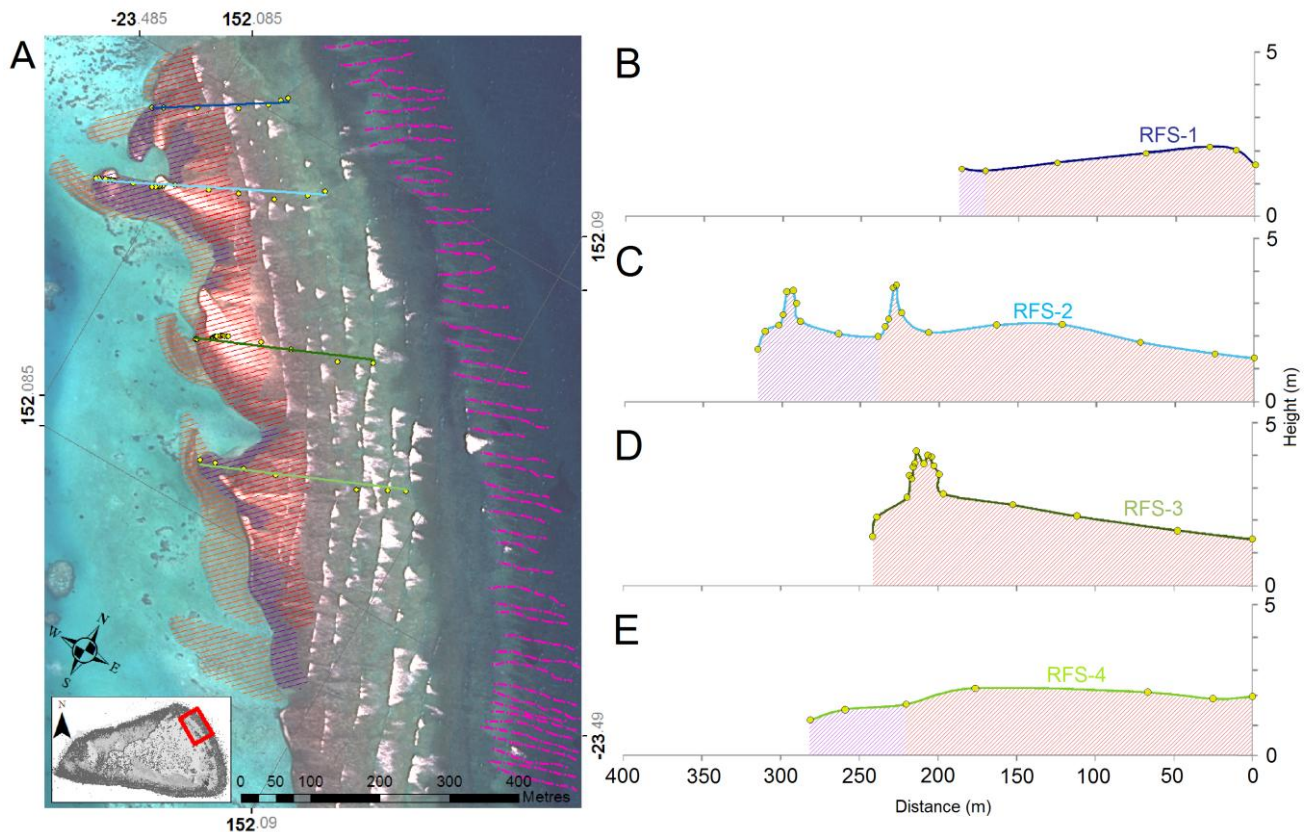 -23.485 152.085
A
152.09
152.085
-23.49
N
W
E
S
N
0 50 100 200 300 400
Metres
152.09
B
5
RFS-1
0
C
5
RFS-2
0
D
5
RFS-3
0
E
5
RFS-4
0
Height (m)
400 350 300 250 200 150 100 50 0
Distance (m)